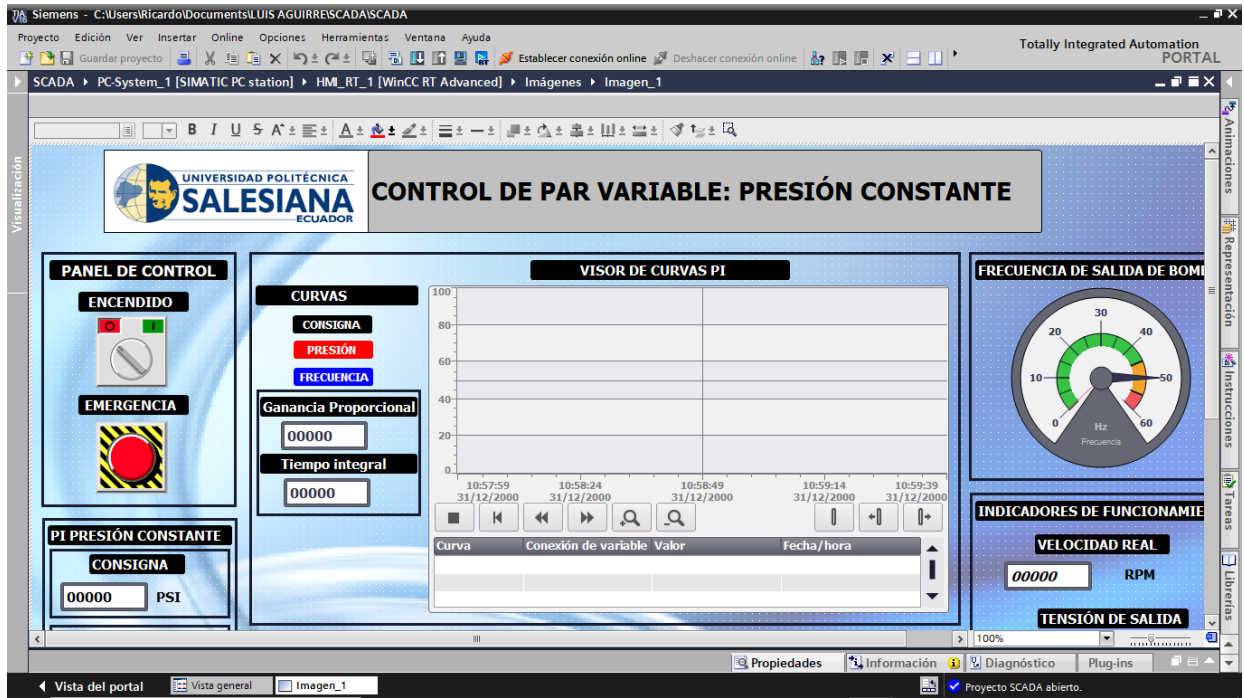 Siemens - C:\Users\Ricardo\Documents\LUIS AGUIRRE\SCADA\SCADA
Proyecto Edición Ver Insertar Online Opciones Herramientas Ventana Ayuda
Guardar proyecto Establecer conexión online Deshacer conexión online
Totally Integrated Automation
PORTAL
SCADA PC-System_1 [SIMATIC PC station] HMI_RT_1 [WinCC RT Advanced] Imágenes Imagen_1
Visualización
UNIVERSIDAD POLITÉCNICA
SALESIANA
ECUADOR
CONTROL DE PAR VARIABLE: PRESIÓN CONSTANTE
PANEL DE CONTROL
ENCENDIDO
O I
EMERGENCIA
PI PRESIÓN CONSTANTE
CONSIGNA
00000 PSI
VISOR DE CURVAS PI
CURVAS
CONSIGNA
PRESIÓN
FRECUENCIA
Ganancia Proporcional
00000
Tiempo integral
00000
100
80
60
40
20
0
10:57:59 10:58:24 10:58:49 10:59:14 10:59:39
31/12/2000 31/12/2000 31/12/2000 31/12/2000 31/12/2000
Curva Conexión de variable Valor Fecha/hora
FRECUENCIA DE SALIDA DE BOM
0 10 20 30 40 50 60
Hz
Frecuencia
INDICADORES DE FUNCIONAMIE
VELOCIDAD REAL
00000 RPM
TENSIÓN DE SALIDA
Animaciones
Representación
Instrucciones
Tareas
Librerías
100%
Propiedades Información Diagnóstico Plug-ins
Vista del portal Vista general Imagen_1 Proyecto SCADA abierto.